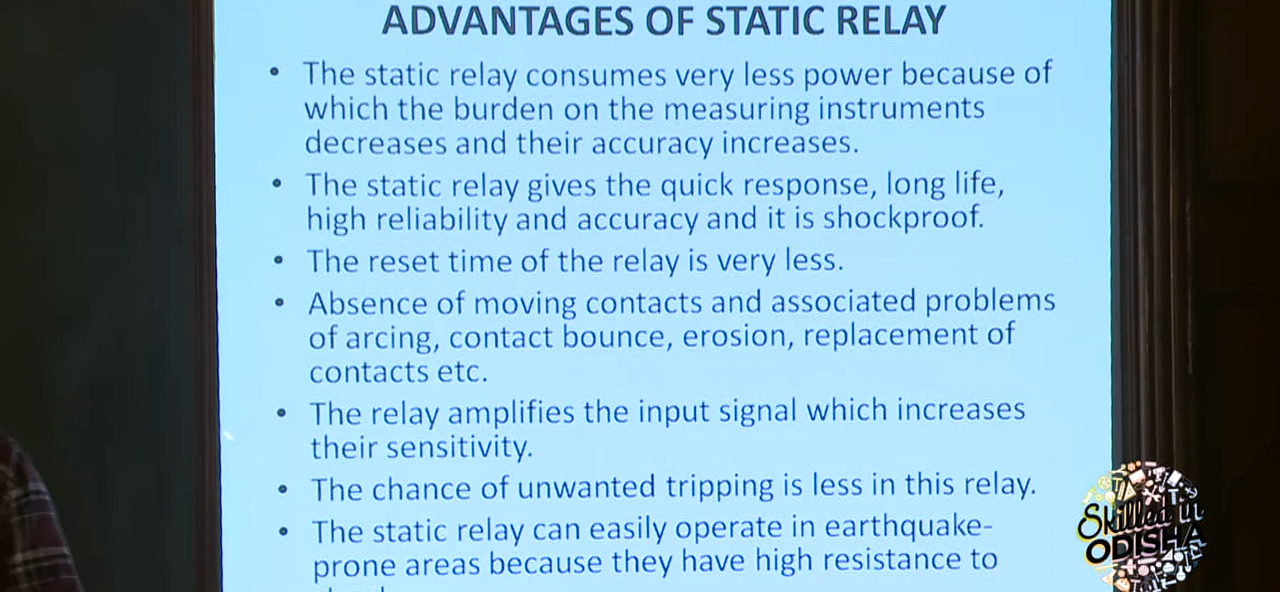 ADVANTAGES OF STATIC RELAY
• The static relay consumes very less power because of
which the burden on the measuring instruments
decreases and their accuracy increases.
• The static relay gives the quick response, long life,
high reliability and accuracy and it is shockproof.
• The reset time of the relay is very less.
• Absence of moving contacts and associated problems
of arcing, contact bounce, erosion, replacement of
contacts etc.
• The relay amplifies the input signal which increases
their sensitivity.
• The chance of unwanted tripping is less in this relay.
• The static relay can easily operate in earthquake-
prone areas because they have high resistance to
Skilled in
ODISHA